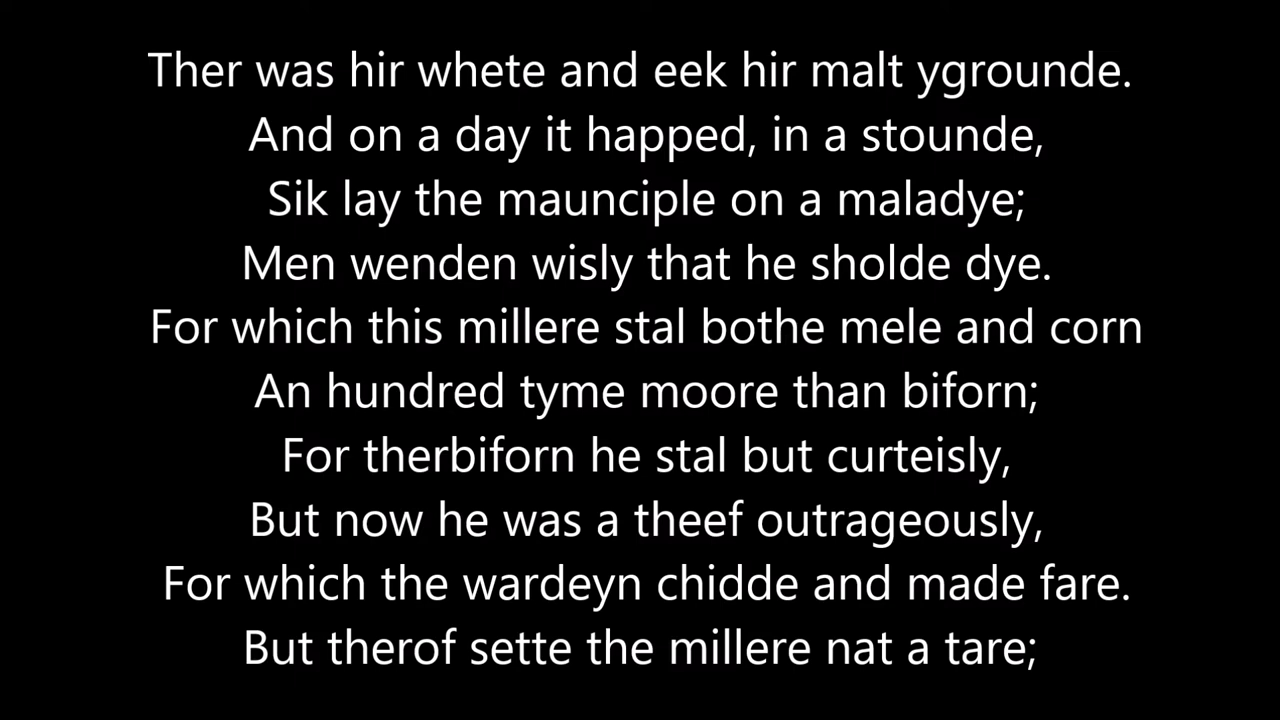 Ther was hir whete and eek hir malt ygrounde.
And on a day it happed, in a stounde,
Sik lay the maunciple on a maladye;
Men wenden wisly that he sholde dye.
For which this millere stal bothe mele and corn
An hundred tyme moore than biforn;
For therbiforn he stal but curteisly,
But now he was a theef outrageously,
For which the wardeyn chidde and made fare.
But therof sette the millere nat a tare;